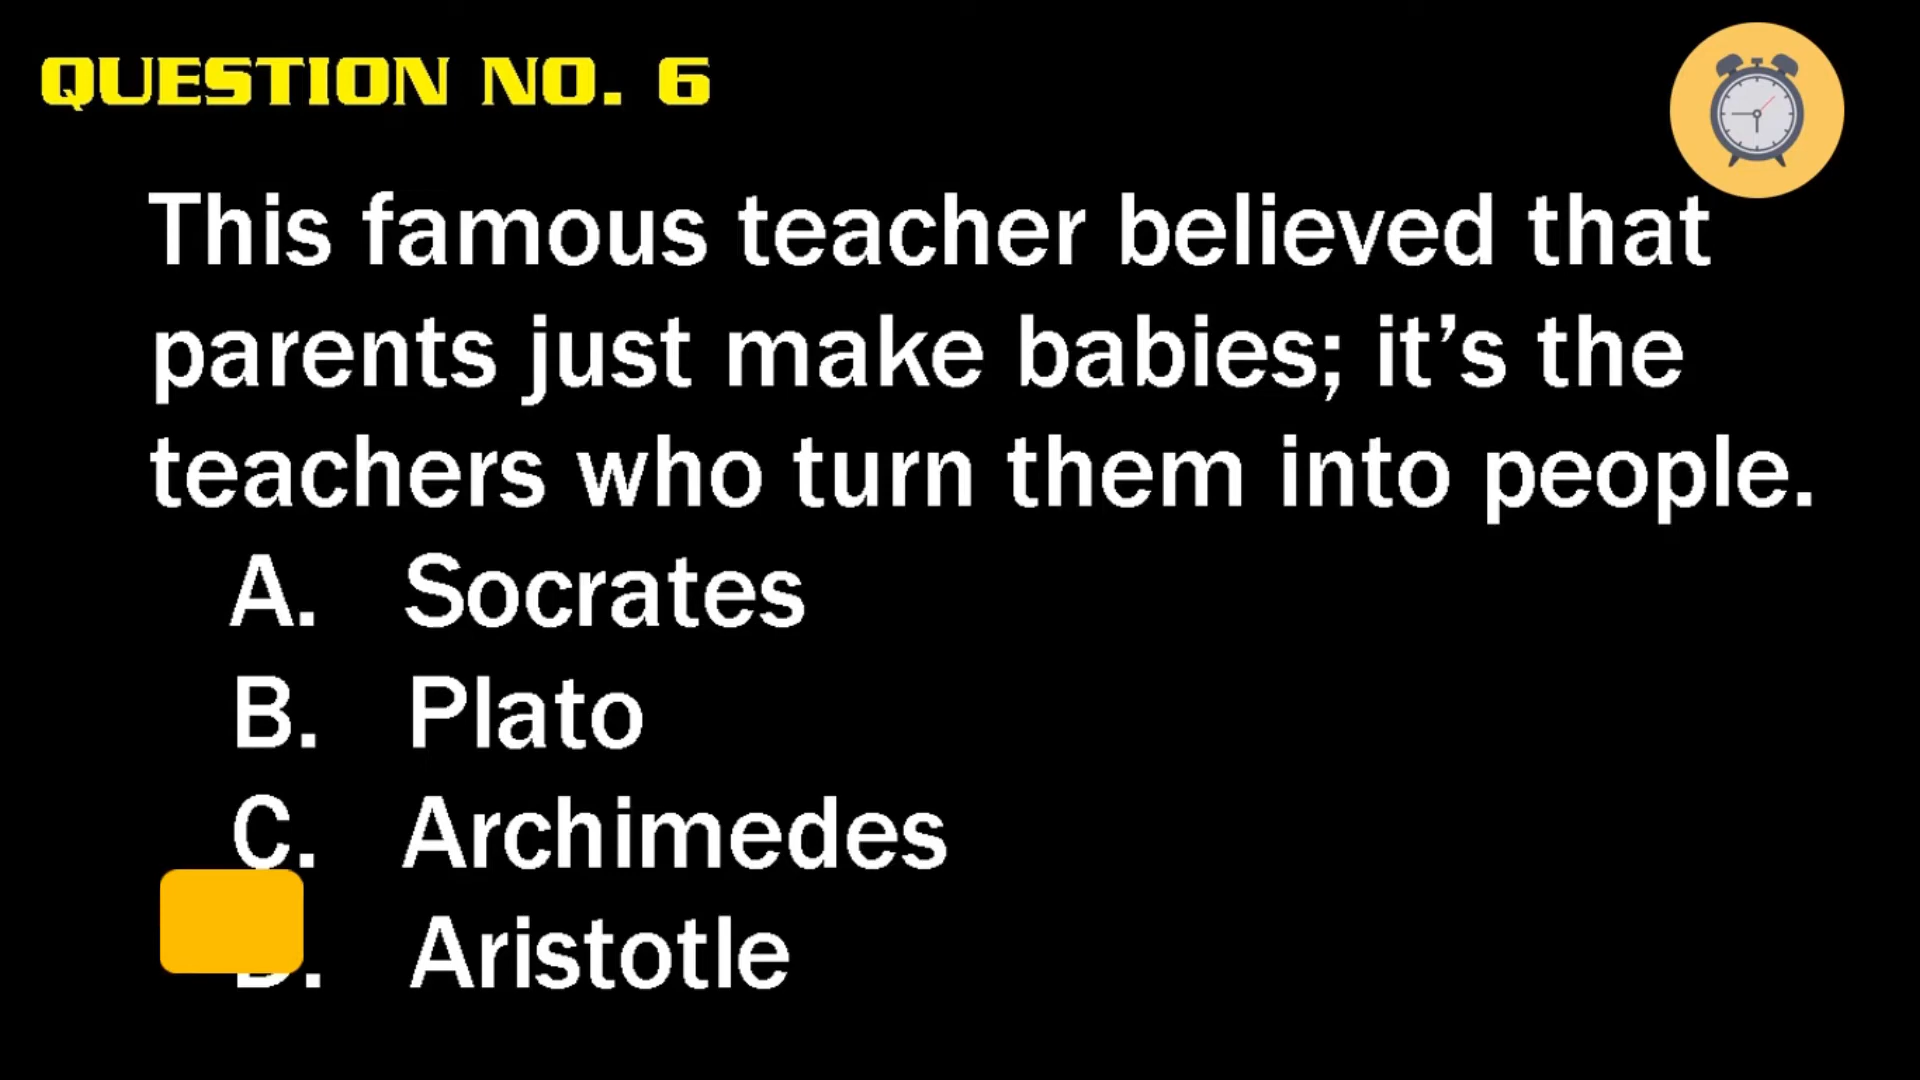 QUESTION NO. 6
This famous teacher believed that
parents just make babies; it’s the
teachers who turn them into people.
A. Socrates
B. Plato
C. Archimedes
D. Aristotle